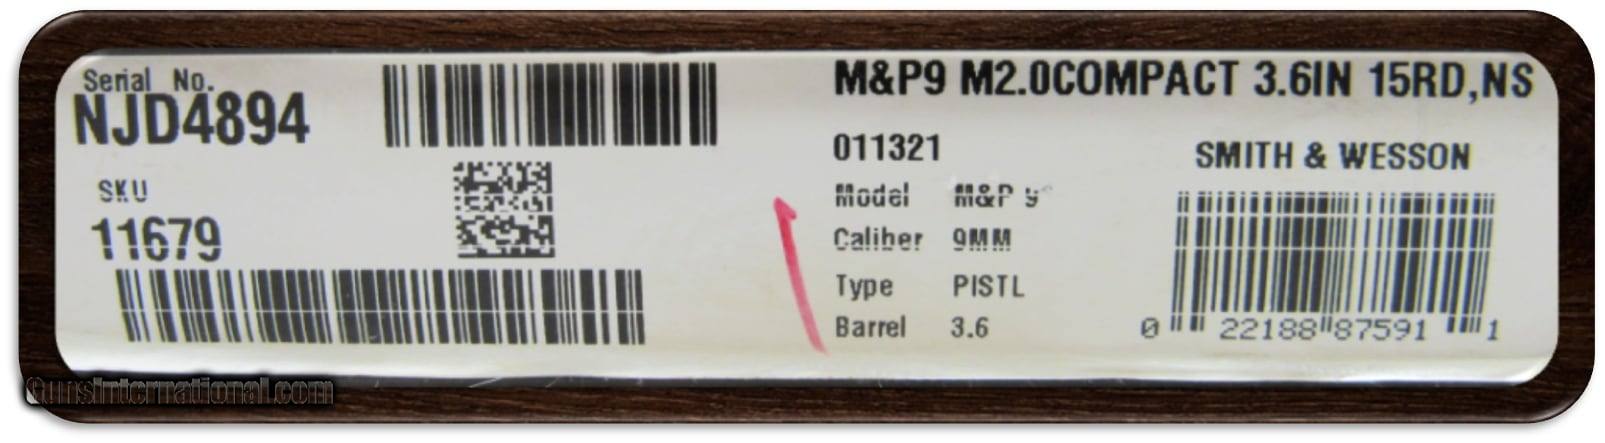 Serial No.
NJD4894
SKU
11679
M&P9 M2.0COMPACT 3.6IN 15RD,NS
011321
SMITH & WESSON
Model M&P 9
Caliber 9MM
Type PISTL
Barrel 3.6
0 22188 87591 1
Gunsinternational.com